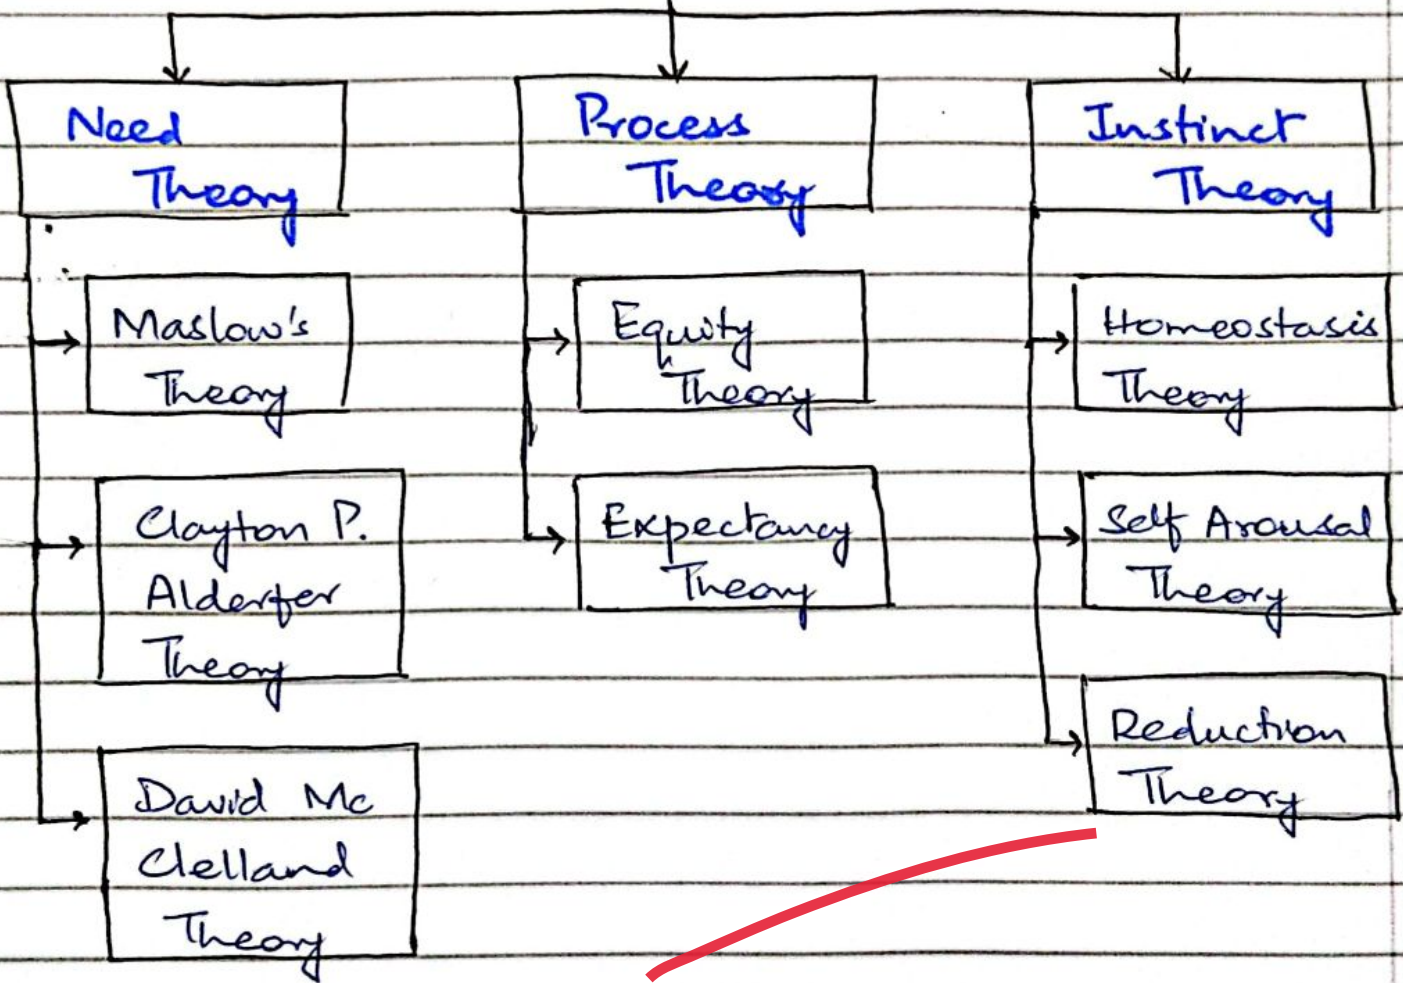 Need
Theory
Process
Theory
Instinct
Theory
Maslow's
Theory
Equity
Theory
Homeostasis
Theory
Clayton P.
Alderfer
Theory
Expectancy
Theory
Self Arousal
Theory
Reduction
Theory
David Mc
Clelland
Theory